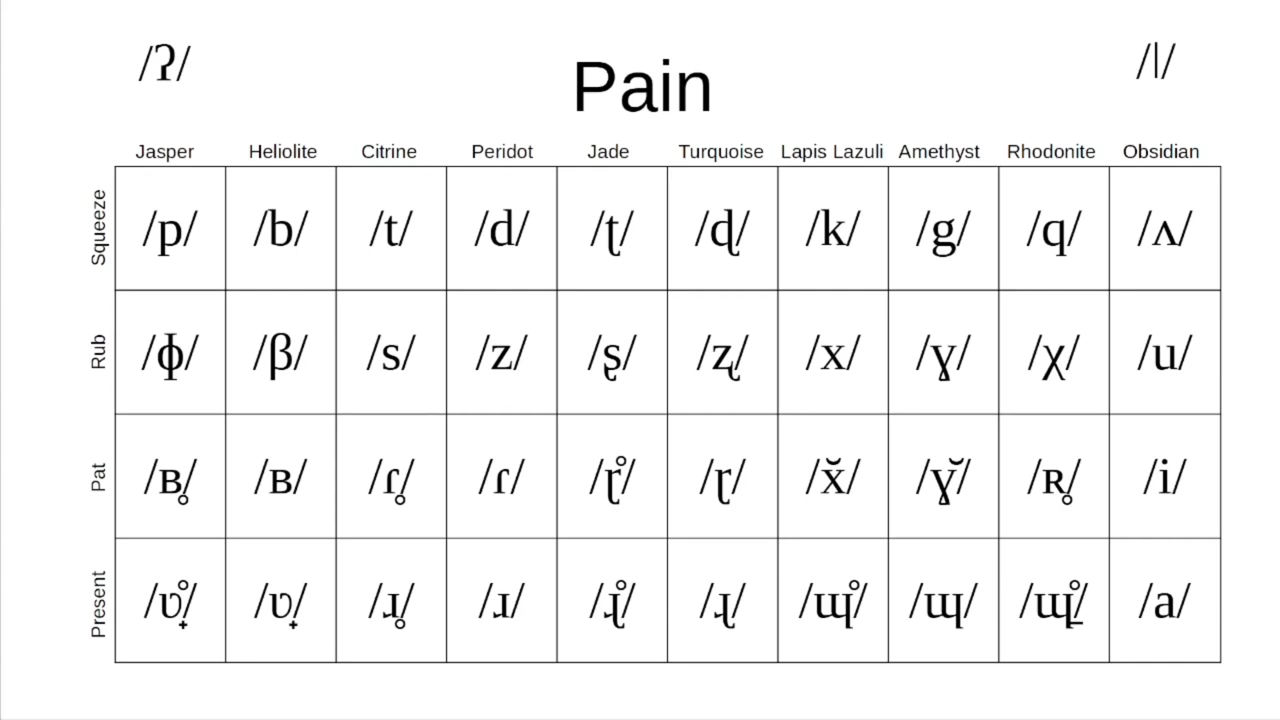 /ʔ/ /ǀ/
Pain
Jasper Heliolite Citrine Peridot Jade Turquoise Lapis Lazuli Amethyst Rhodonite Obsidian
Squeeze /p/ /b/ /t/ /d/ /ʈ/ /ɖ/ /k/ /g/ /q/ /ʌ/
Rub /ɸ/ /β/ /s/ /z/ /ʂ/ /ʐ/ /x/ /ɣ/ /χ/ /u/
Pat /ʙ̥/ /ʙ/ /ɾ̥/ /ɾ/ /ɽ̊/ /ɽ/ /x̆/ /ɣ̆/ /ʀ̥/ /i/
Present /ʋ̟̊/ /ʋ̟/ /ɹ̥/ /ɹ/ /ɻ̊/ /ɻ/ /ɰ̊/ /ɰ/ /ɰ̠̊/ /a/